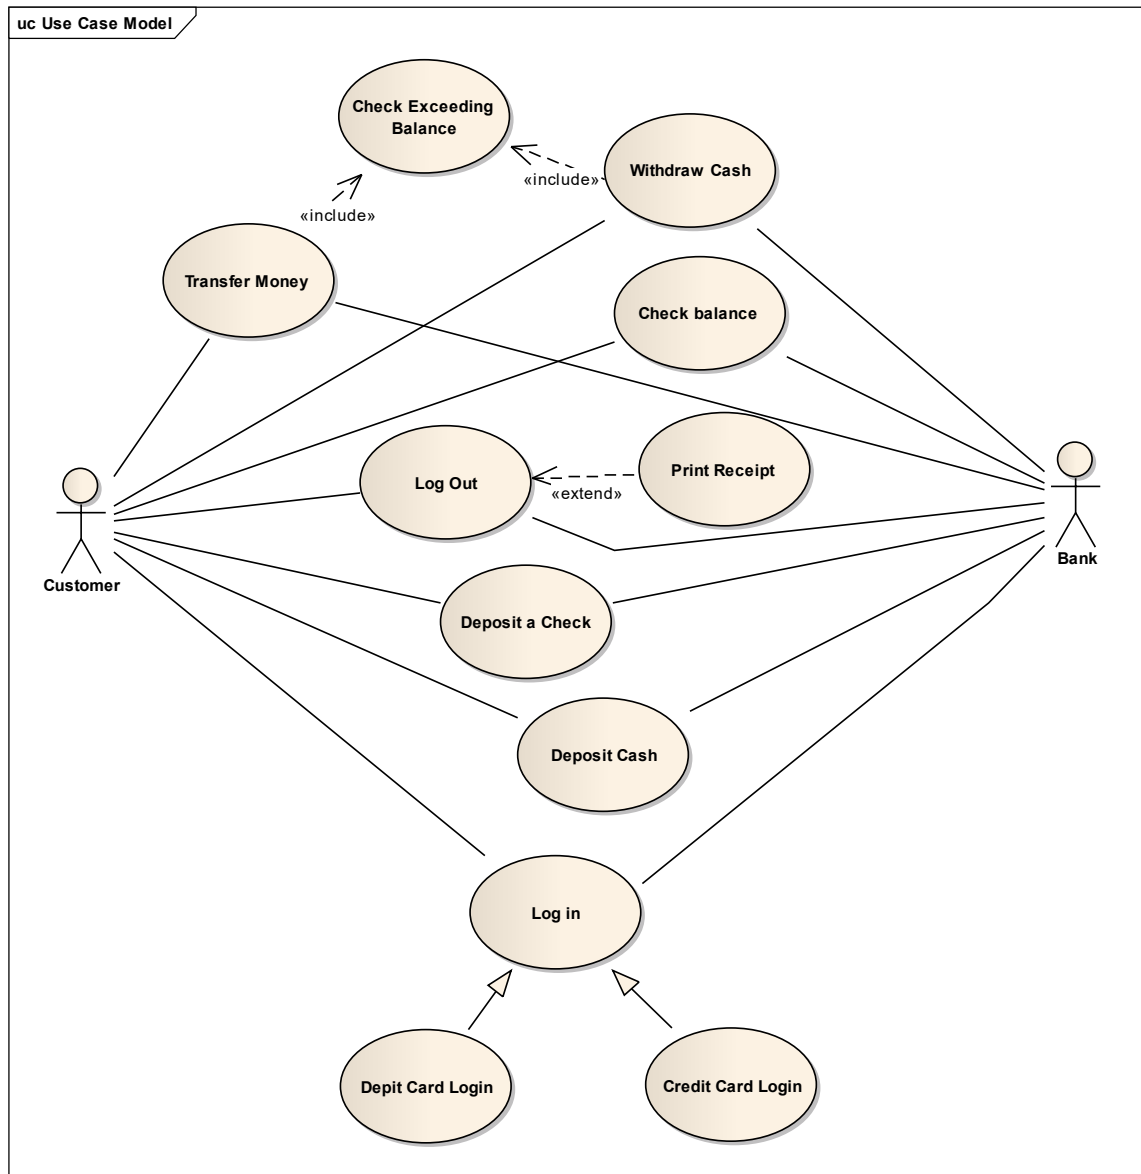 uc Use Case Model
Check Exceeding
Balance
Withdraw Cash
«include»
«include»
Transfer Money
Check balance
Log Out
Print Receipt
«extend»
Customer
Bank
Deposit a Check
Deposit Cash
Log in
Depit Card Login
Credit Card Login